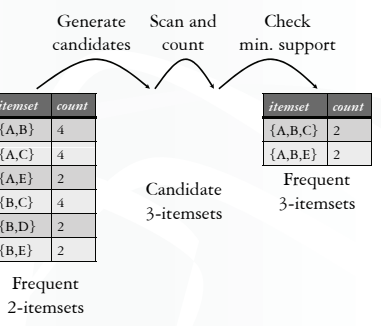 Generate candidates
Scan and count
Check min. support
itemset count
{A,B} 4
{A,C} 4
{A,E} 2
{B,C} 4
{B,D} 2
{B,E} 2
Frequent
2-itemsets
Candidate
3-itemsets
itemset count
{A,B,C} 2
{A,B,E} 2
Frequent
3-itemsets